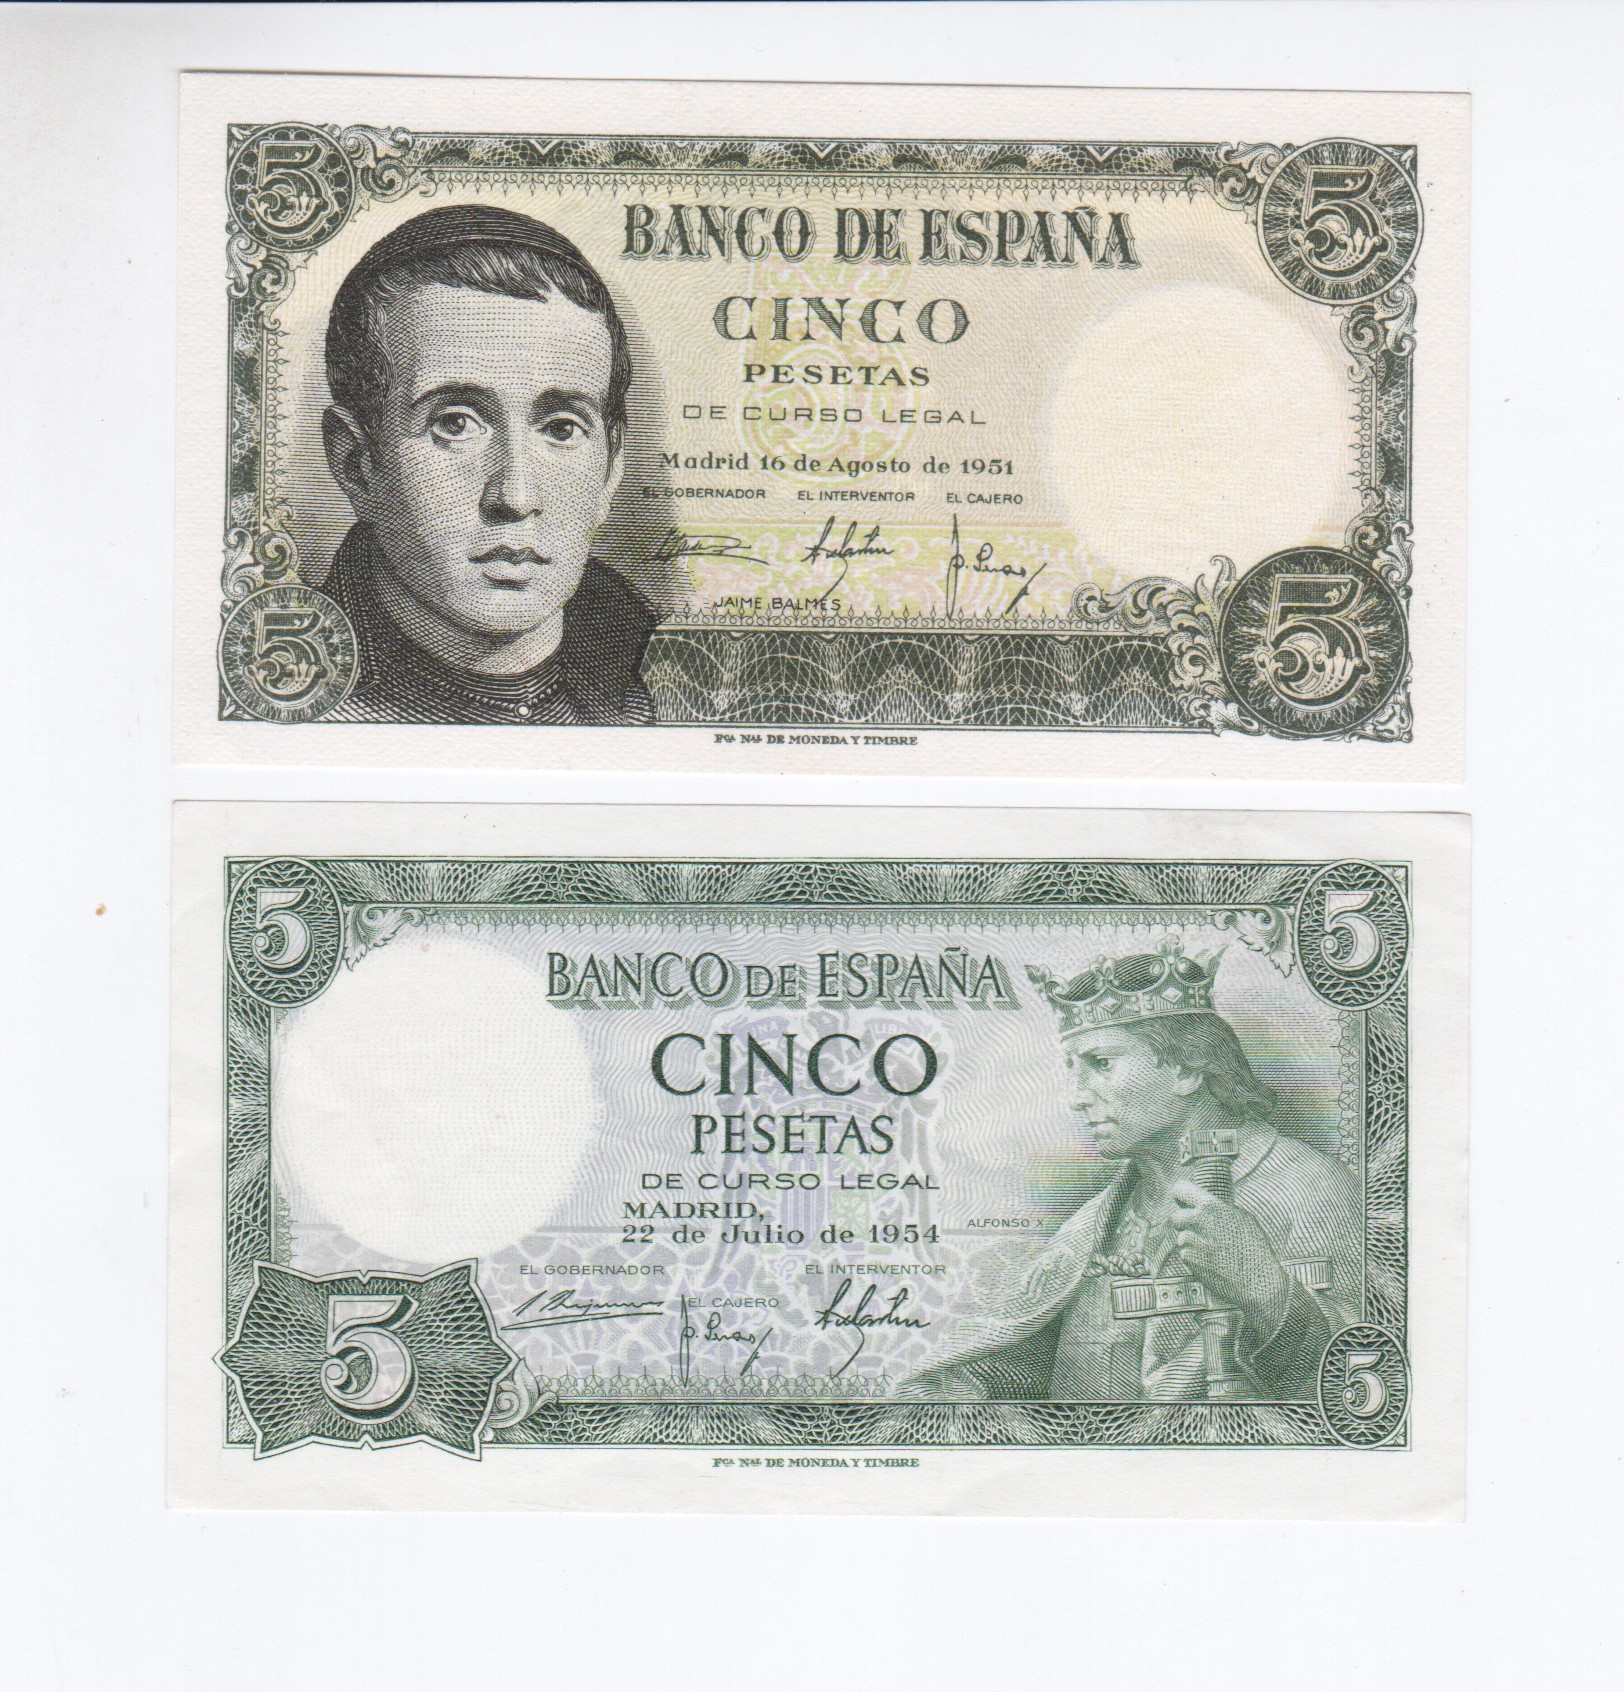 5
5
BANCO DE ESPAÑA
CINCO
PESETAS
DE CURSO LEGAL
Madrid 16 de Agosto de 1951
EL GOBERNADOR EL INTERVENTOR EL CAJERO
JAIME BALMES
5
5
Fca. Nal. DE MONEDA Y TIMBRE
5
5
BANCO DE ESPAÑA
CINCO
PESETAS
DE CURSO LEGAL
MADRID,
22 de Julio de 1954
ALFONSO X
EL GOBERNADOR EL INTERVENTOR
EL CAJERO
5
5
Fca. Nal. DE MONEDA Y TIMBRE